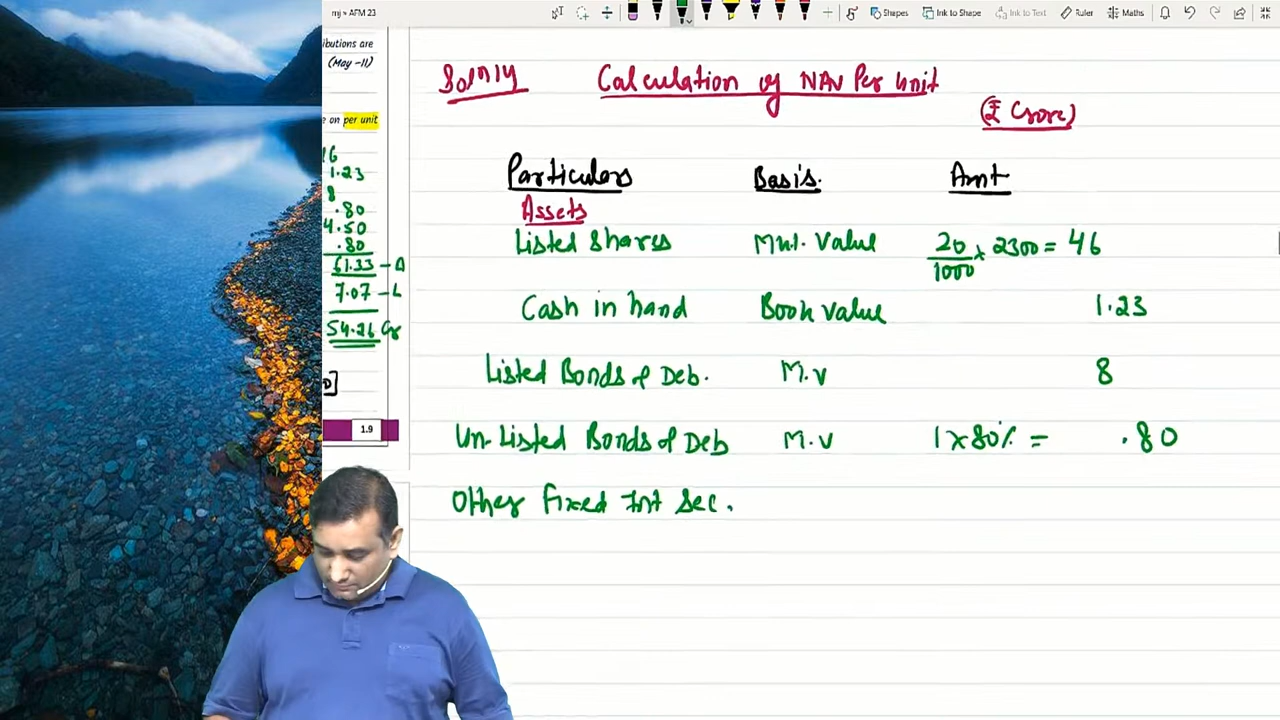 mj » AFM 23
Shapes
Ink to Shape
Ink to Text
Ruler
Maths
ibutions are
(May –11)
e on per unit
46
1.23
8
.80
4.50
.80
61.33 – A
7.07 – L
54.26 Cr
1.9
Soln 14 Calculation of NAV Per unit
(₹ Crore)
Particulars Basis. Amt
Assets
Listed Shares Mkt. Value 20/1000 × 2300 = 46
Cash in hand Book Value 1.23
Listed Bonds & Deb. M.V 8
Un-Listed Bonds & Deb M.V 1 × 80% = .80
Other Fixed Int Sec.